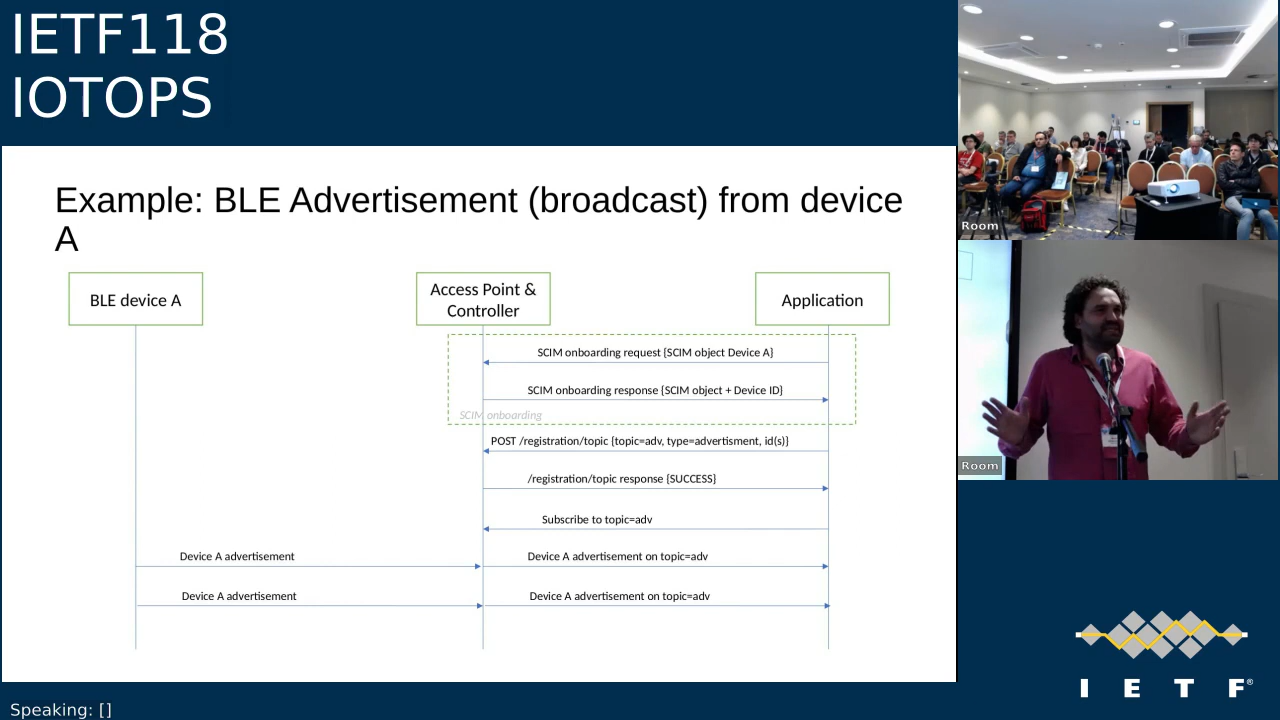 IETF118
IOTOPS
Example: BLE Advertisement (broadcast) from device
A
BLE device A
Access Point &
Controller
Application
SCIM onboarding request {SCIM object Device A}
SCIM onboarding response {SCIM object + Device ID}
SCIM onboarding
POST /registration/topic {topic=adv, type=advertisment, id(s)}
/registration/topic response {SUCCESS}
Subscribe to topic=adv
Device A advertisement
Device A advertisement on topic=adv
Device A advertisement
Device A advertisement on topic=adv
Room
Room
I E T F®
Speaking: []